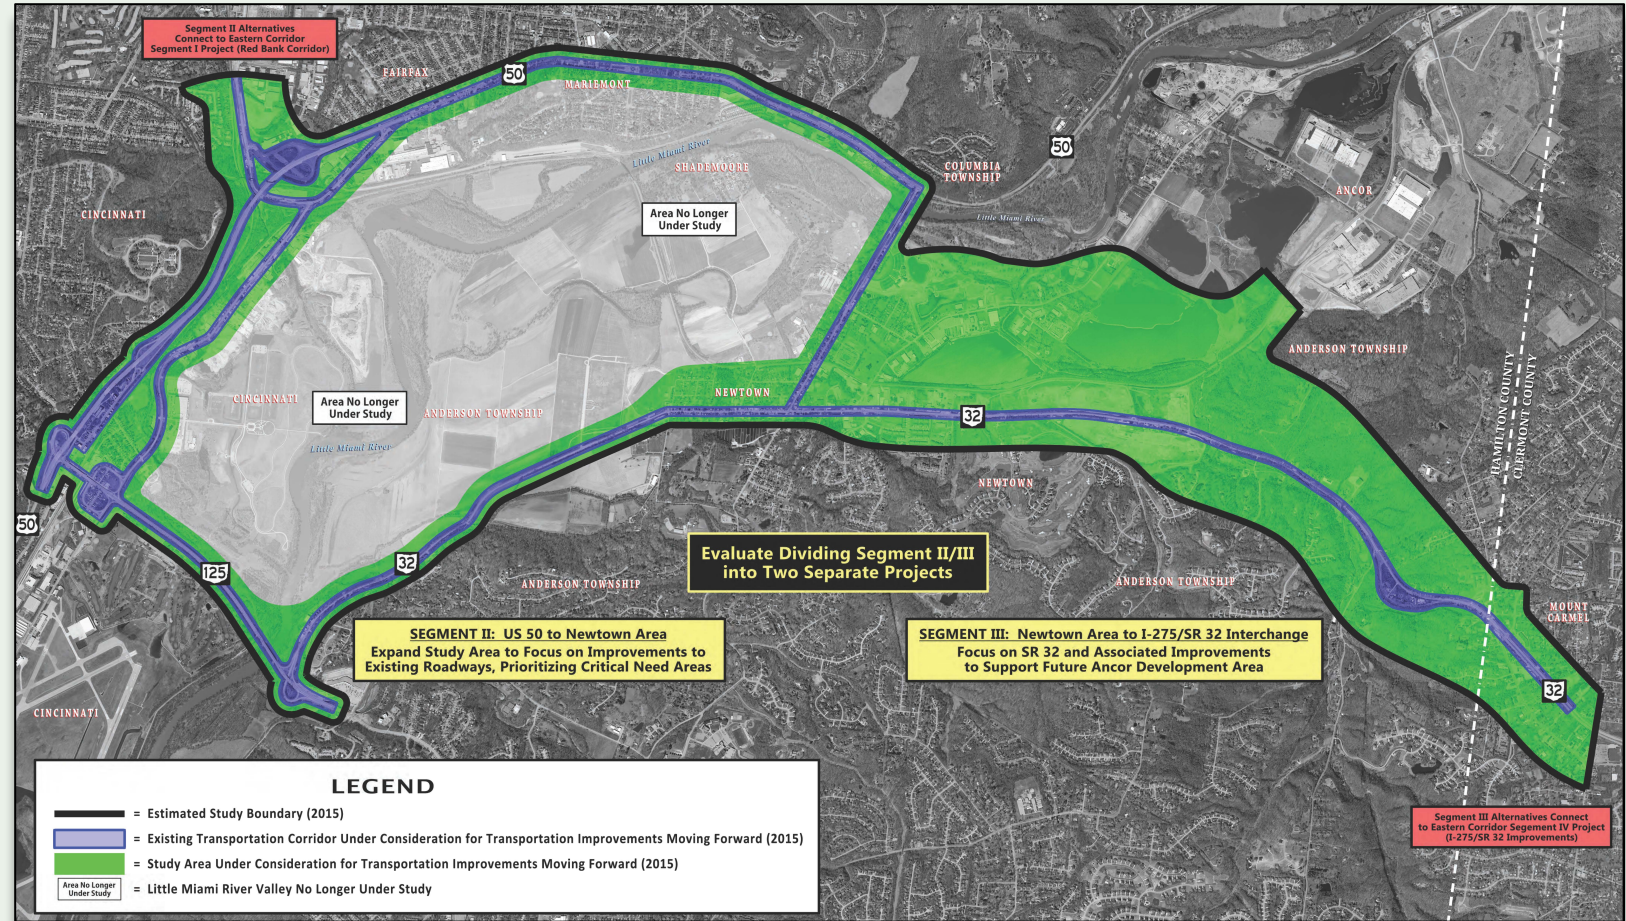 Segment II Alternatives
Connect to Eastern Corridor
Segment I Project (Red Bank Corridor)
FAIRFAX
50
MARIEMONT
Little Miami River
SHADEMOORE
COLUMBIA
TOWNSHIP
50
ANCOR
CINCINNATI
Area No Longer
Under Study
Little Miami River
ANDERSON TOWNSHIP
HAMILTON COUNTY
CLERMONT COUNTY
NEWTOWN
CINCINNATI
Area No Longer
Under Study
ANDERSON TOWNSHIP
32
Little Miami River
NEWTOWN
50
125
32
Evaluate Dividing Segment II/III
into Two Separate Projects
ANDERSON TOWNSHIP
ANDERSON TOWNSHIP
MOUNT
CARMEL
SEGMENT II: US 50 to Newtown Area
Expand Study Area to Focus on Improvements to
Existing Roadways, Prioritizing Critical Need Areas
SEGMENT III: Newtown Area to I-275/SR 32 Interchange
Focus on SR 32 and Associated Improvements
to Support Future Ancor Development Area
32
CINCINNATI
LEGEND
= Estimated Study Boundary (2015)
= Existing Transportation Corridor Under Consideration for Transportation Improvements Moving Forward (2015)
= Study Area Under Consideration for Transportation Improvements Moving Forward (2015)
Area No Longer
Under Study
= Little Miami River Valley No Longer Under Study
Segment III Alternatives Connect
to Eastern Corridor Segement IV Project
(I-275/SR 32 Improvements)